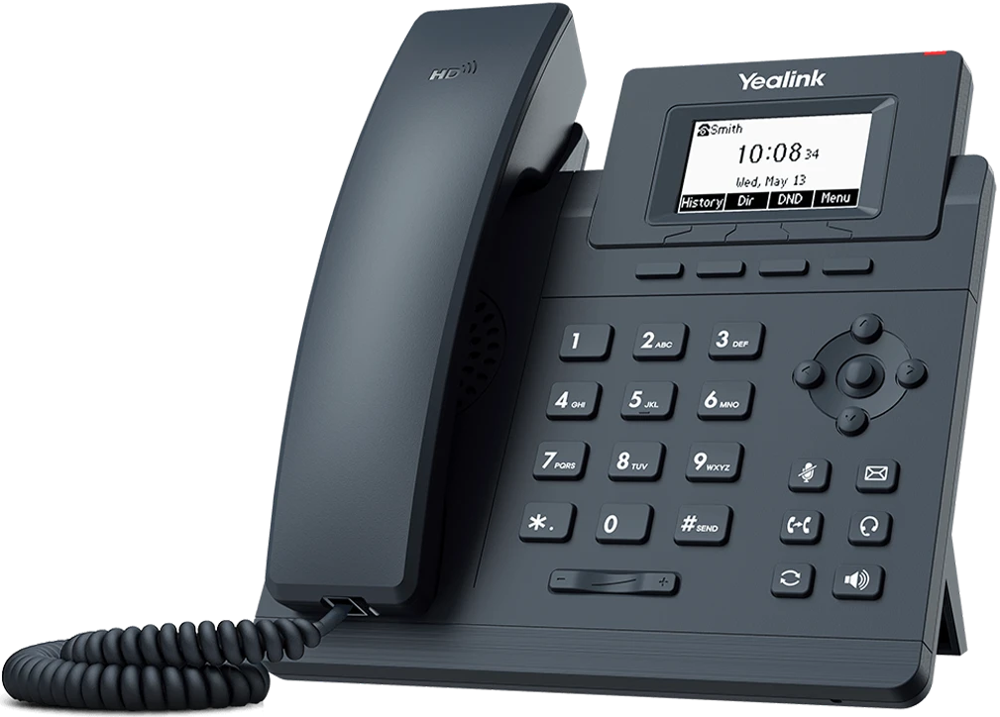 HD
Yealink
Smith
10:08 34
Wed, May 13
History Dir DND Menu
1 2 ABC 3 DEF
4 GHI 5 JKL 6 MNO
7 PQRS 8 TUV 9 WXYZ
*. 0 # SEND
- +